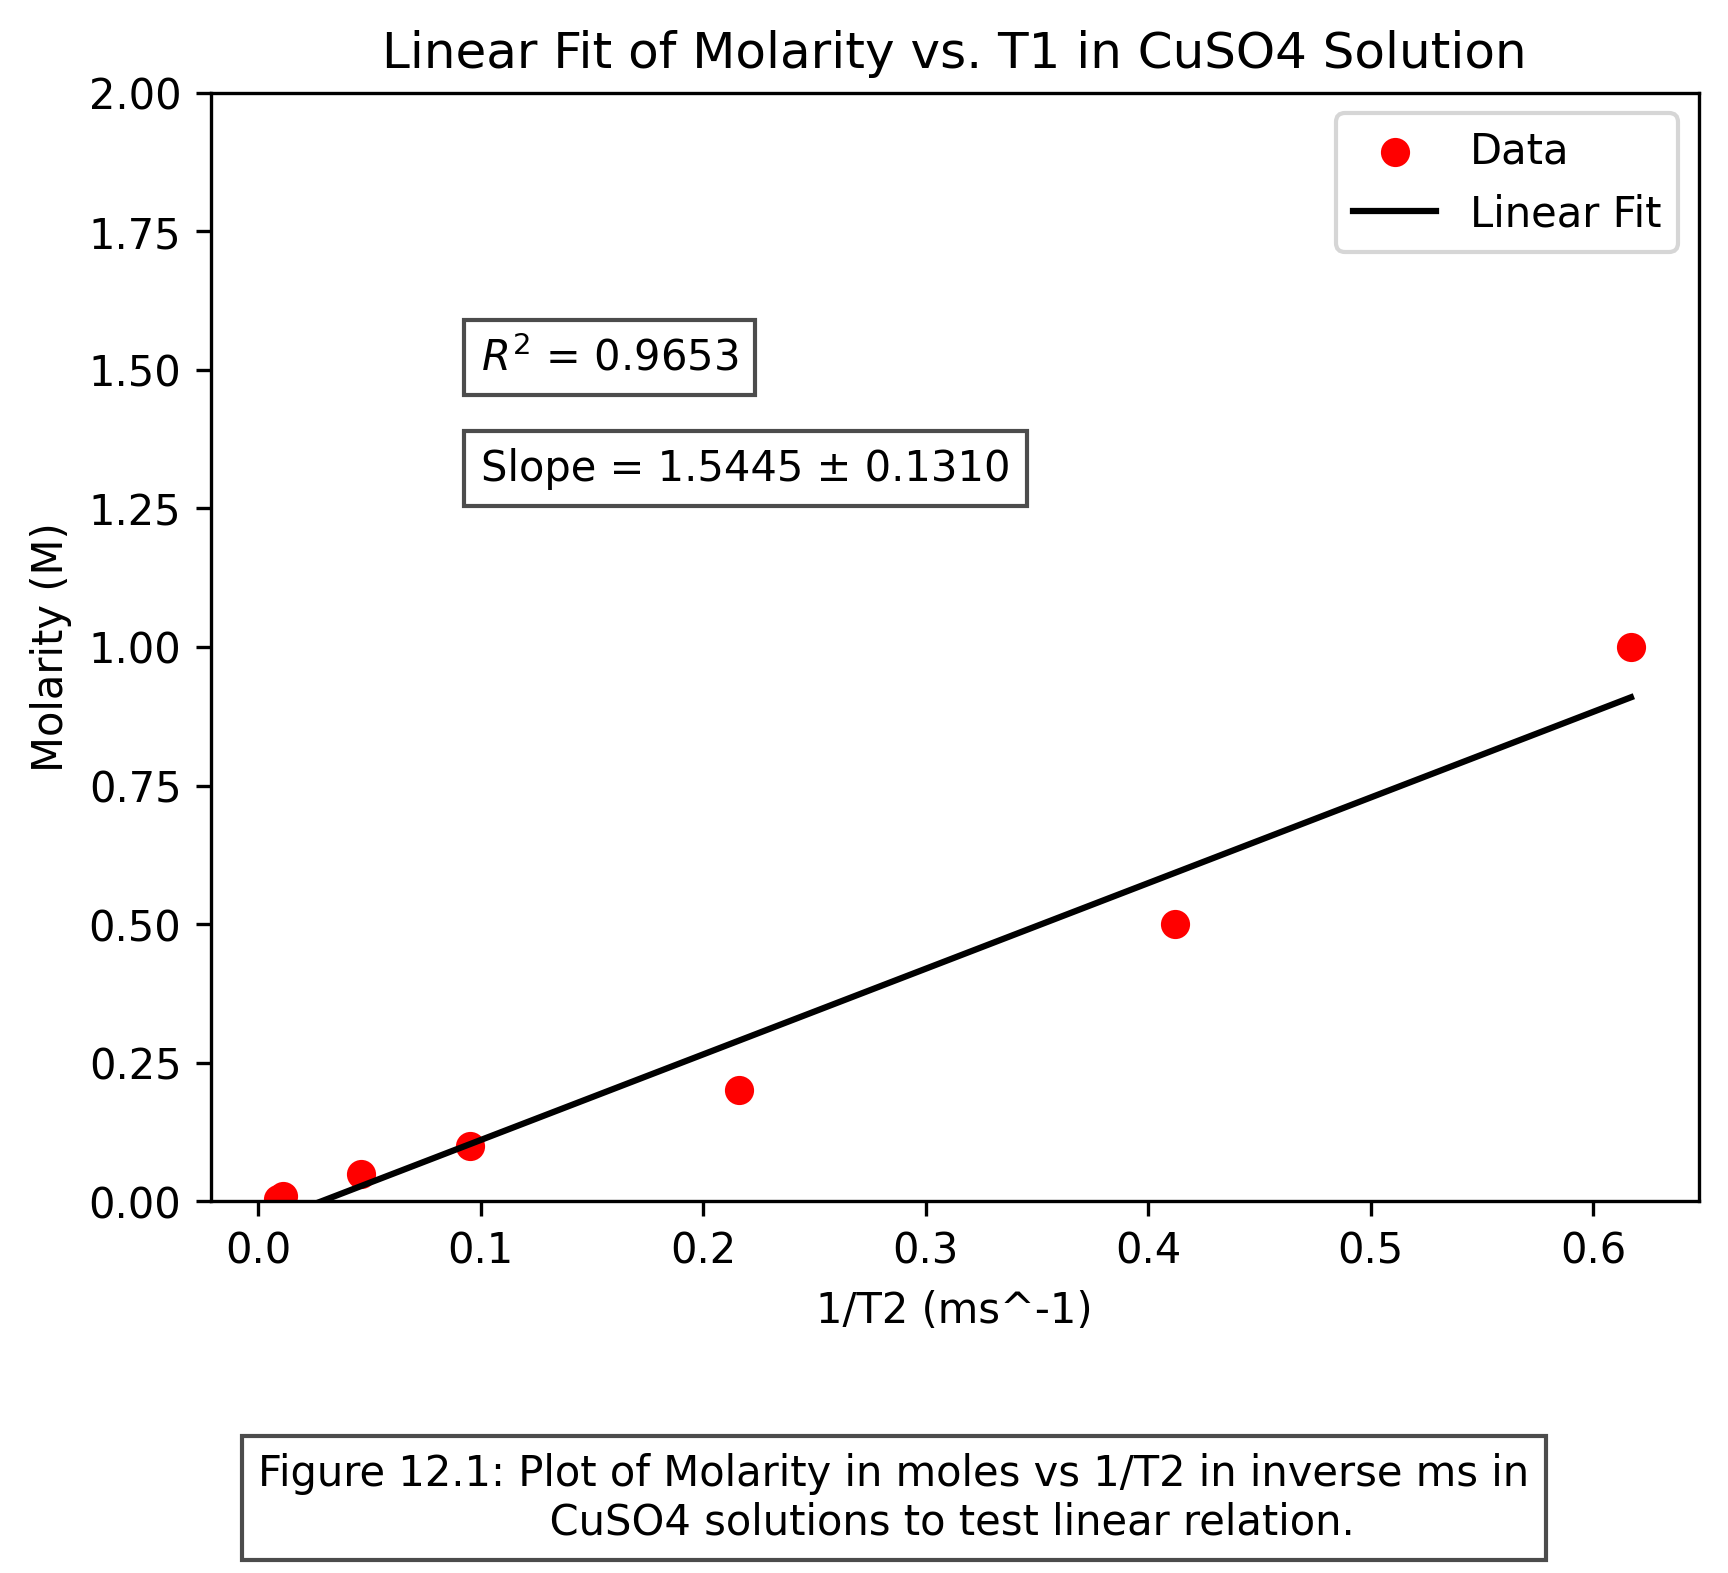 Linear Fit of Molarity vs. T1 in CuSO4 Solution
2.00
1.75
1.50
1.25
1.00
0.75
0.50
0.25
0.00
Molarity (M)
Data
Linear Fit
R² = 0.9653
Slope = 1.5445 ± 0.1310
0.0 0.1 0.2 0.3 0.4 0.5 0.6
1/T2 (ms^-1)
Figure 12.1: Plot of Molarity in moles vs 1/T2 in inverse ms in
CuSO4 solutions to test linear relation.